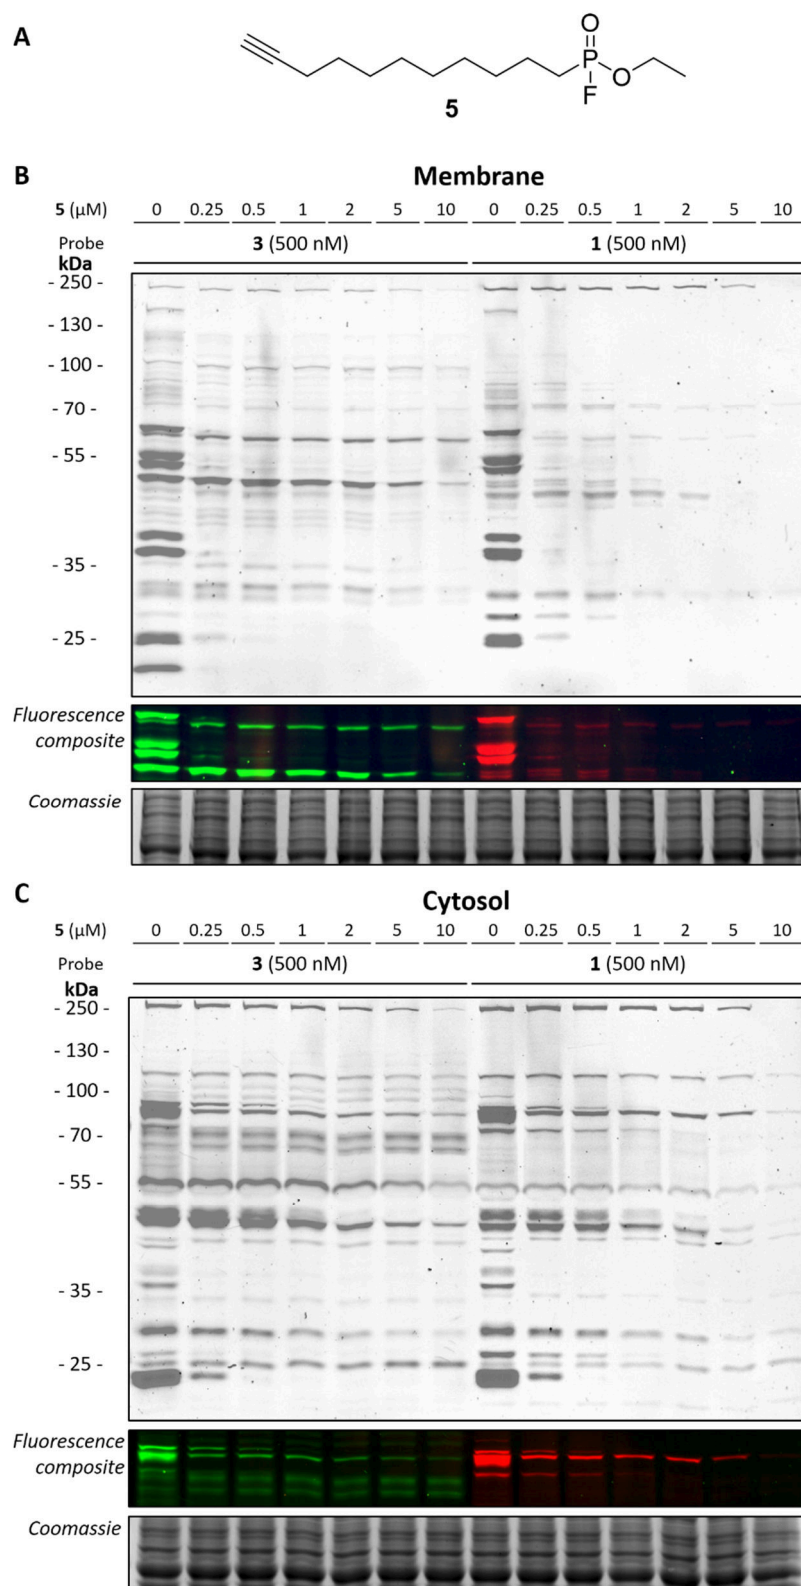 A
O
P
O
F
5
B
Membrane
5 (µM) 0 0.25 0.5 1 2 5 10 0 0.25 0.5 1 2 5 10
Probe 3 (500 nM) 1 (500 nM)
kDa
- 250 -
- 130 -
- 100 -
- 70 -
- 55 -
- 35 -
- 25 -
Fluorescence
composite
Coomassie
C
Cytosol
5 (µM) 0 0.25 0.5 1 2 5 10 0 0.25 0.5 1 2 5 10
Probe 3 (500 nM) 1 (500 nM)
kDa
- 250 -
- 130 -
- 100 -
- 70 -
- 55 -
- 35 -
- 25 -
Fluorescence
composite
Coomassie